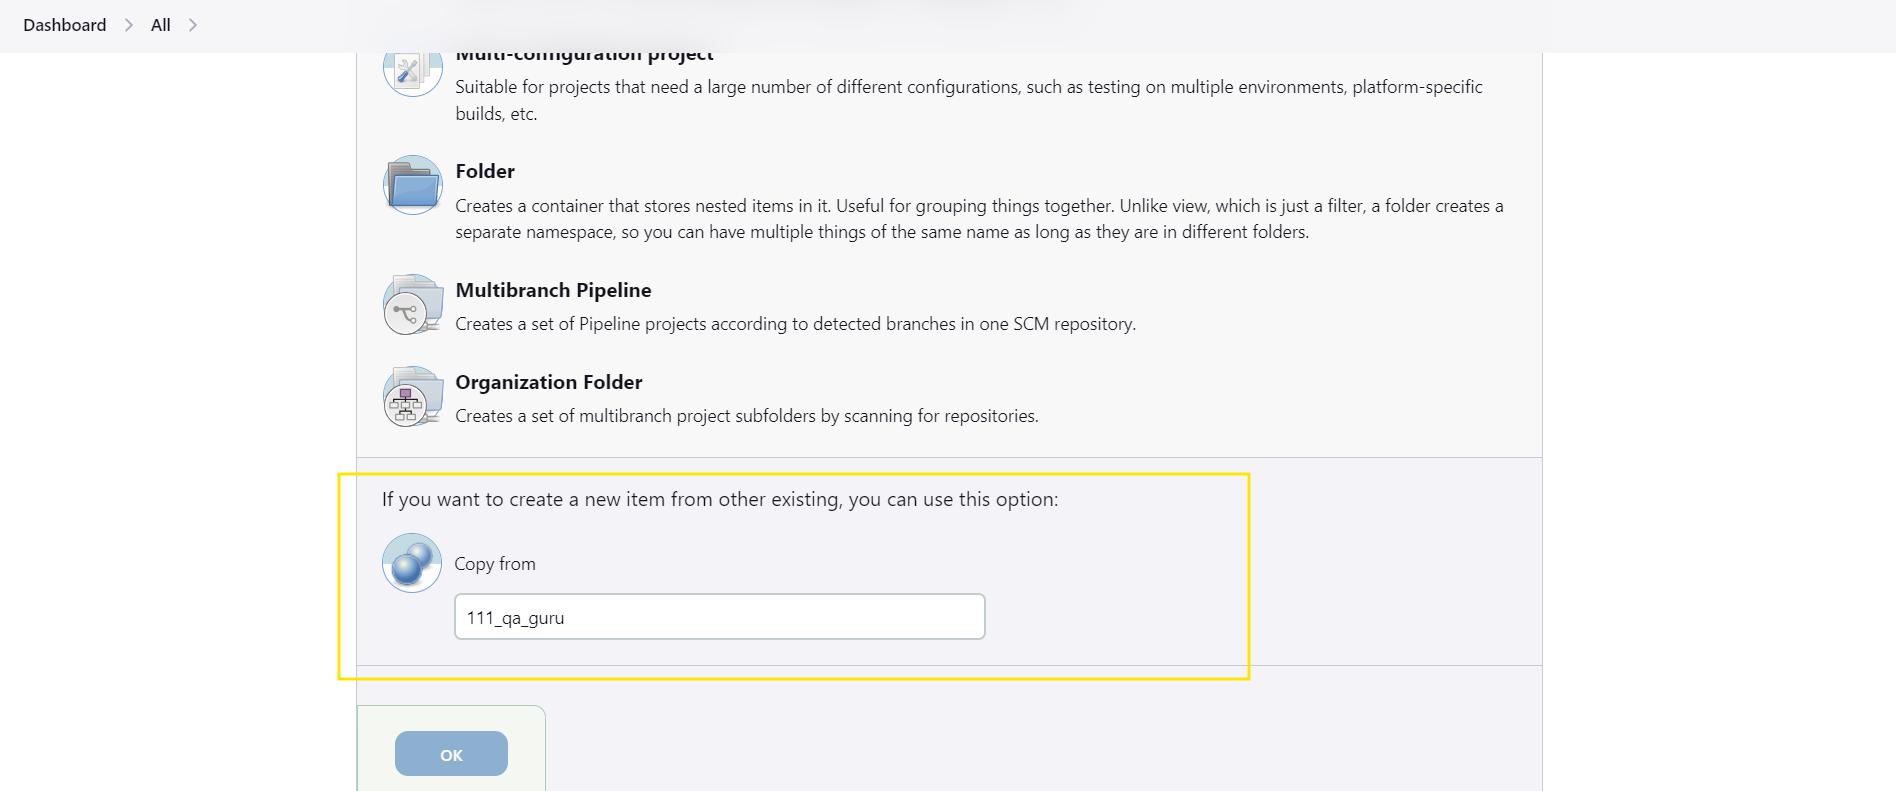 Dashboard > All >
Multi-configuration project
Suitable for projects that need a large number of different configurations, such as testing on multiple environments, platform-specific
builds, etc.
Folder
Creates a container that stores nested items in it. Useful for grouping things together. Unlike view, which is just a filter, a folder creates a
separate namespace, so you can have multiple things of the same name as long as they are in different folders.
Multibranch Pipeline
Creates a set of Pipeline projects according to detected branches in one SCM repository.
Organization Folder
Creates a set of multibranch project subfolders by scanning for repositories.
If you want to create a new item from other existing, you can use this option:
Copy from
111_qa_guru
OK